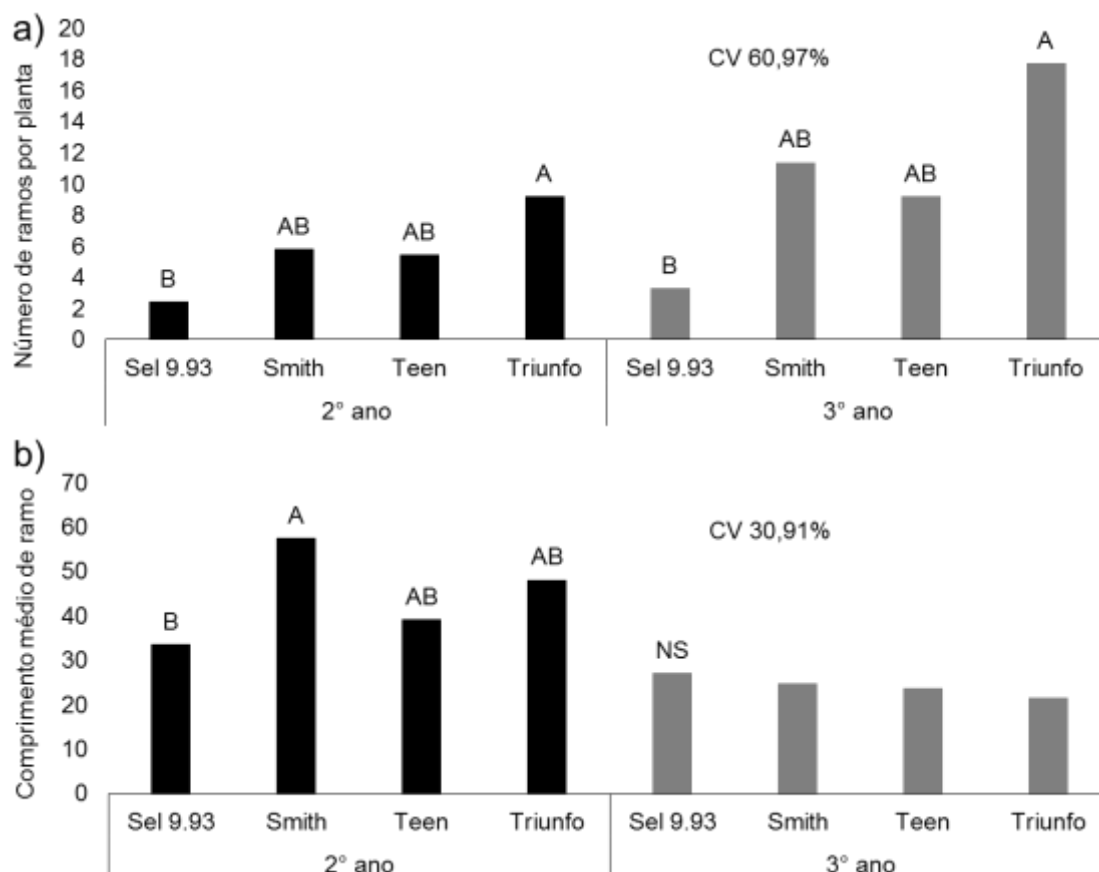 a)
Número de ramos por planta
20
18
16
14
12
10
8
6
4
2
0
CV 60,97%
B
AB
AB
A
B
AB
AB
A
Sel 9.93 Smith Teen Triunfo Sel 9.93 Smith Teen Triunfo
2° ano 3° ano
b)
Comprimento médio de ramo
70
60
50
40
30
20
10
0
CV 30,91%
B
A
AB
AB
NS
Sel 9.93 Smith Teen Triunfo Sel 9.93 Smith Teen Triunfo
2° ano 3° ano